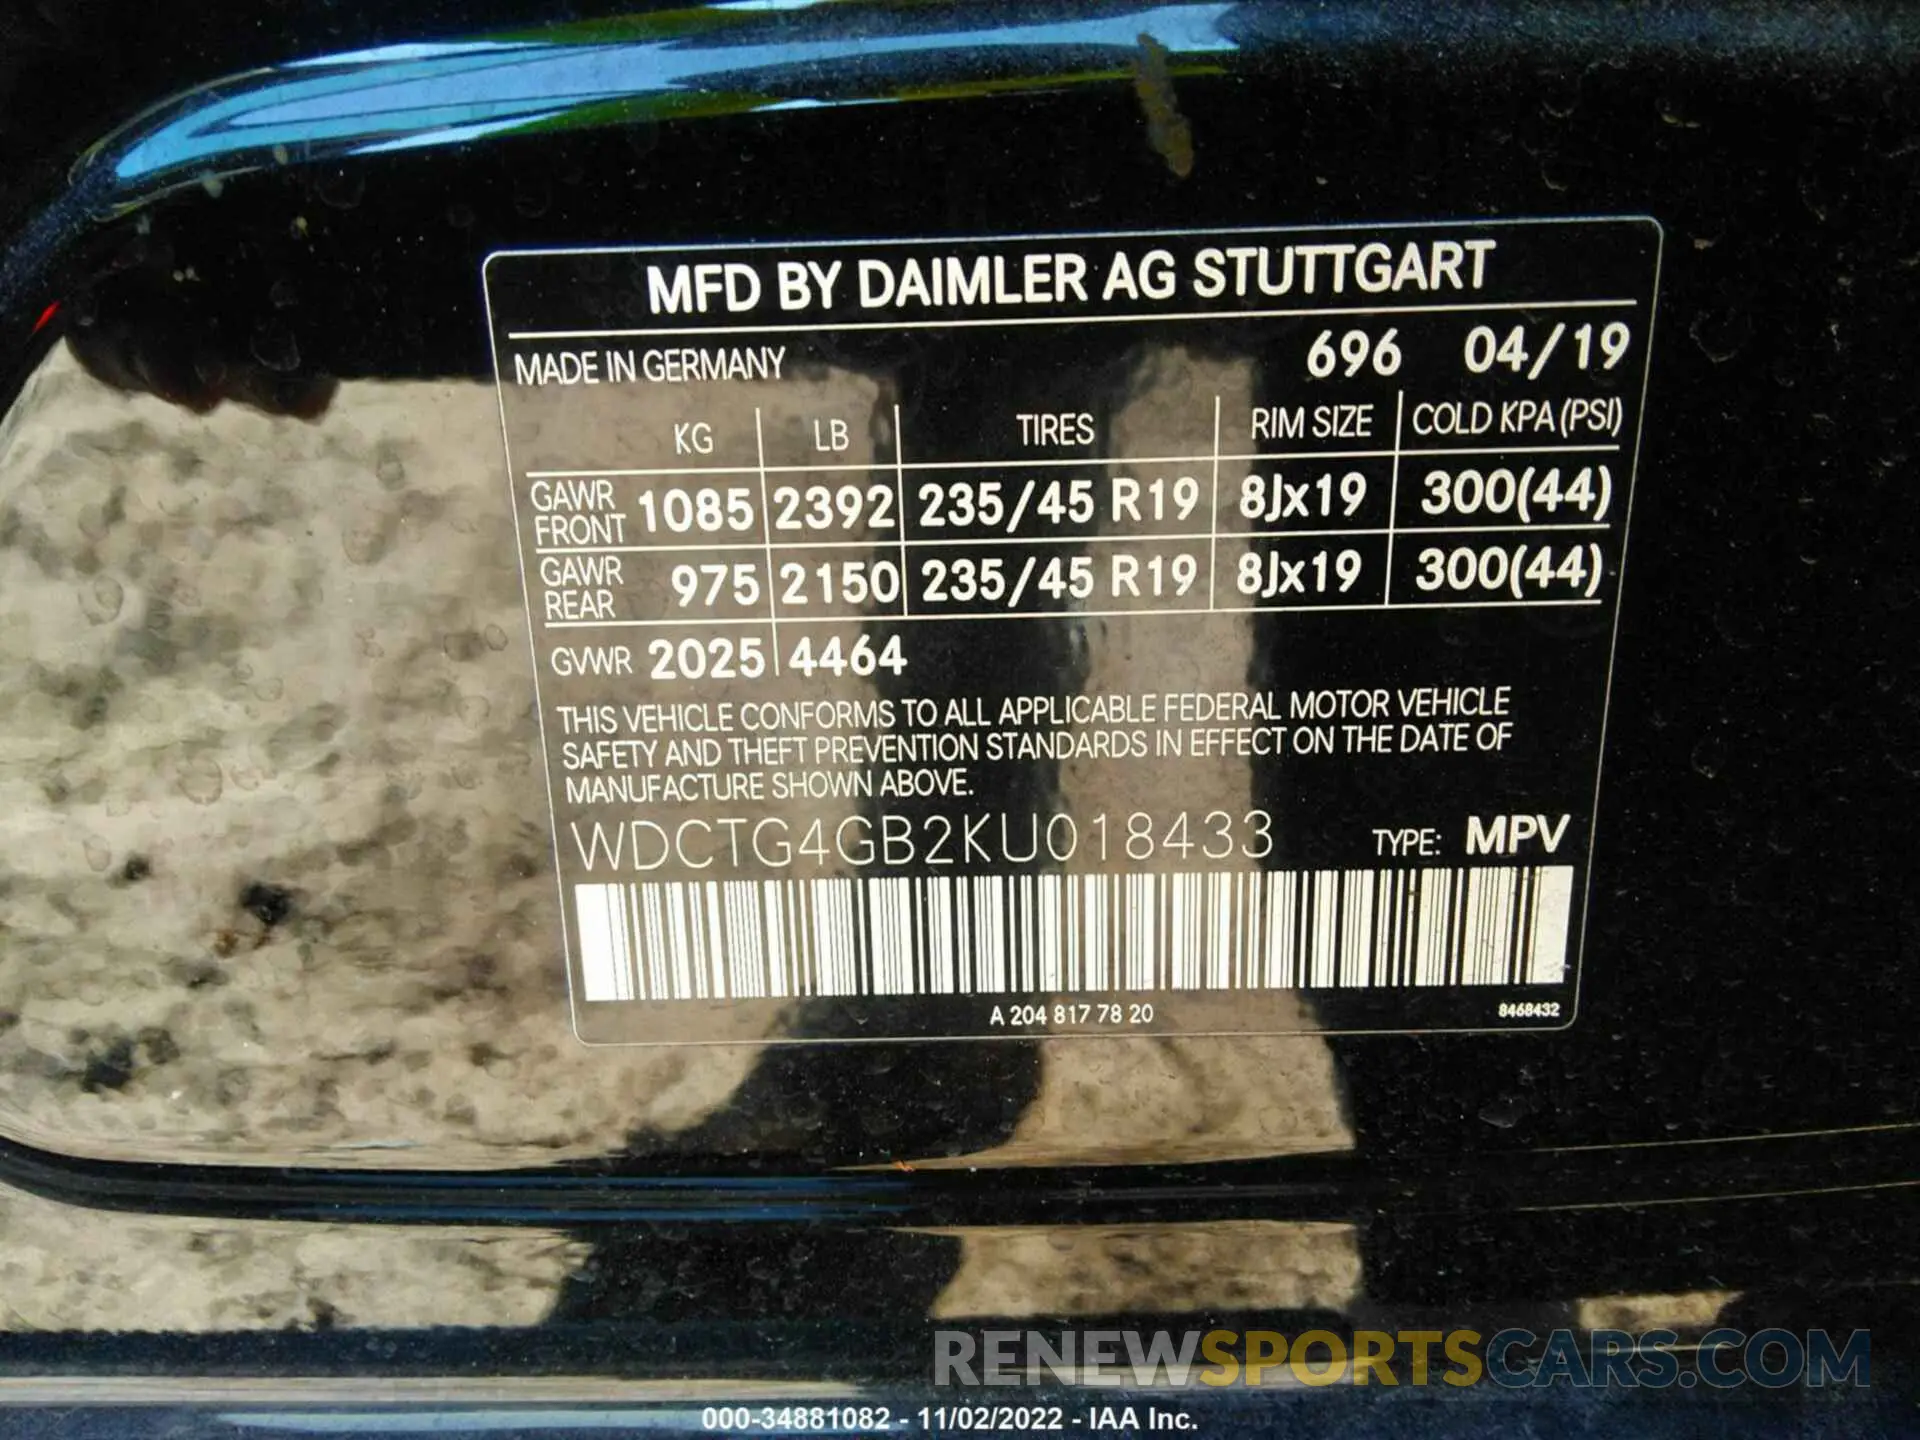 MFD BY DAIMLER AG STUTTGART
MADE IN GERMANY 696 04/19
KG LB TIRES RIM SIZE COLD KPA (PSI)
GAWR FRONT 1085 2392 235/45 R19 8Jx19 300(44)
GAWR REAR 975 2150 235/45 R19 8Jx19 300(44)
GVWR 2025 4464
THIS VEHICLE CONFORMS TO ALL APPLICABLE FEDERAL MOTOR VEHICLE
SAFETY AND THEFT PREVENTION STANDARDS IN EFFECT ON THE DATE OF
MANUFACTURE SHOWN ABOVE.
WDCTG4GB2KU018433 TYPE: MPV
A 204 817 78 20 8468432
RENEWSPORTSCARS.COM
000-34881082 - 11/02/2022 - IAA Inc.